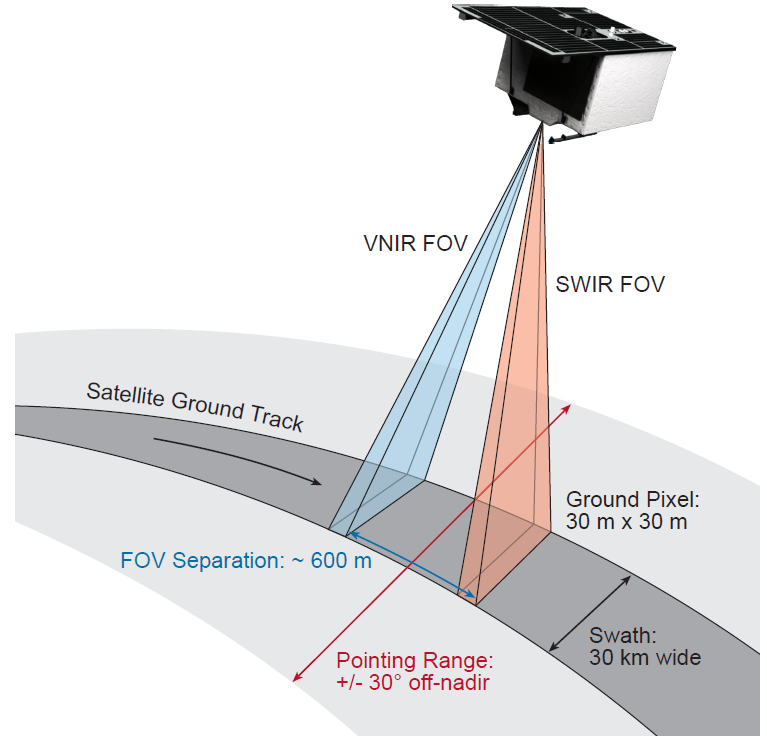 VNIR FOV
SWIR FOV
Satellite Ground Track
Ground Pixel:
30 m x 30 m
FOV Separation: ~ 600 m
Swath:
30 km wide
Pointing Range:
+/- 30° off-nadir